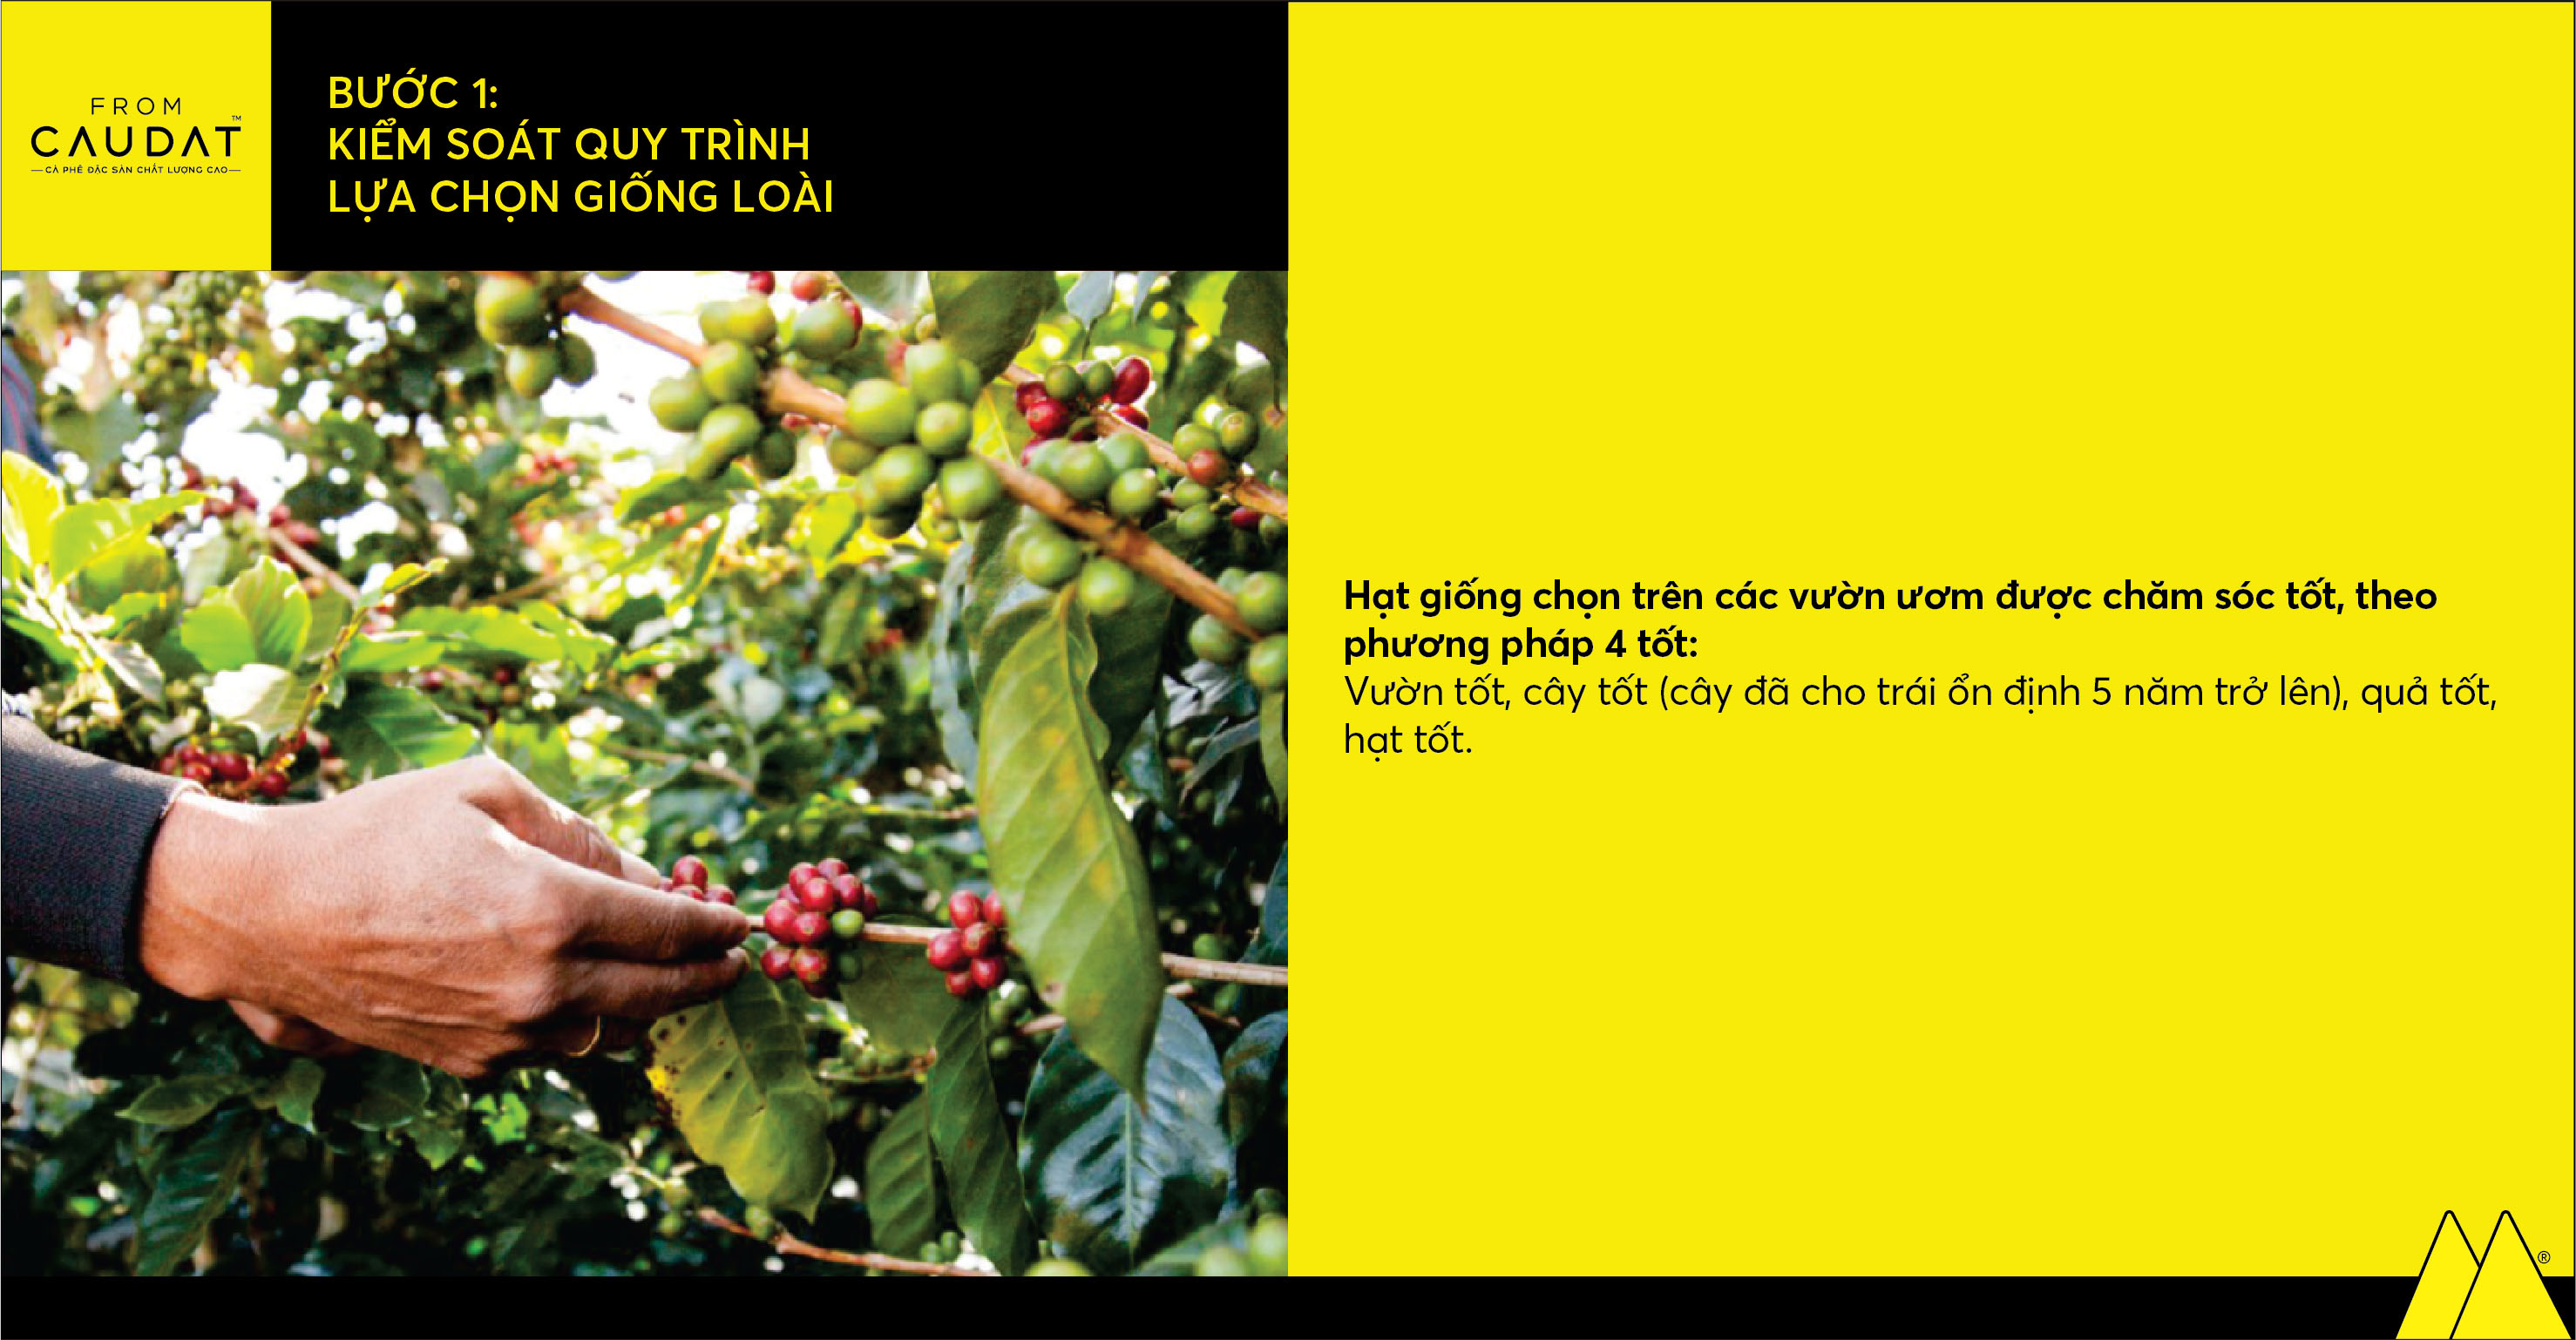 FROM
CAUDAT™
CÀ PHÊ ĐẶC SẢN CHẤT LƯỢNG CAO
BƯỚC 1:
KIỂM SOÁT QUY TRÌNH
LỰA CHỌN GIỐNG LOÀI
Hạt giống chọn trên các vườn ươm được chăm sóc tốt, theo
phương pháp 4 tốt:
Vườn tốt, cây tốt (cây đã cho trái ổn định 5 năm trở lên), quả tốt,
hạt tốt.
®